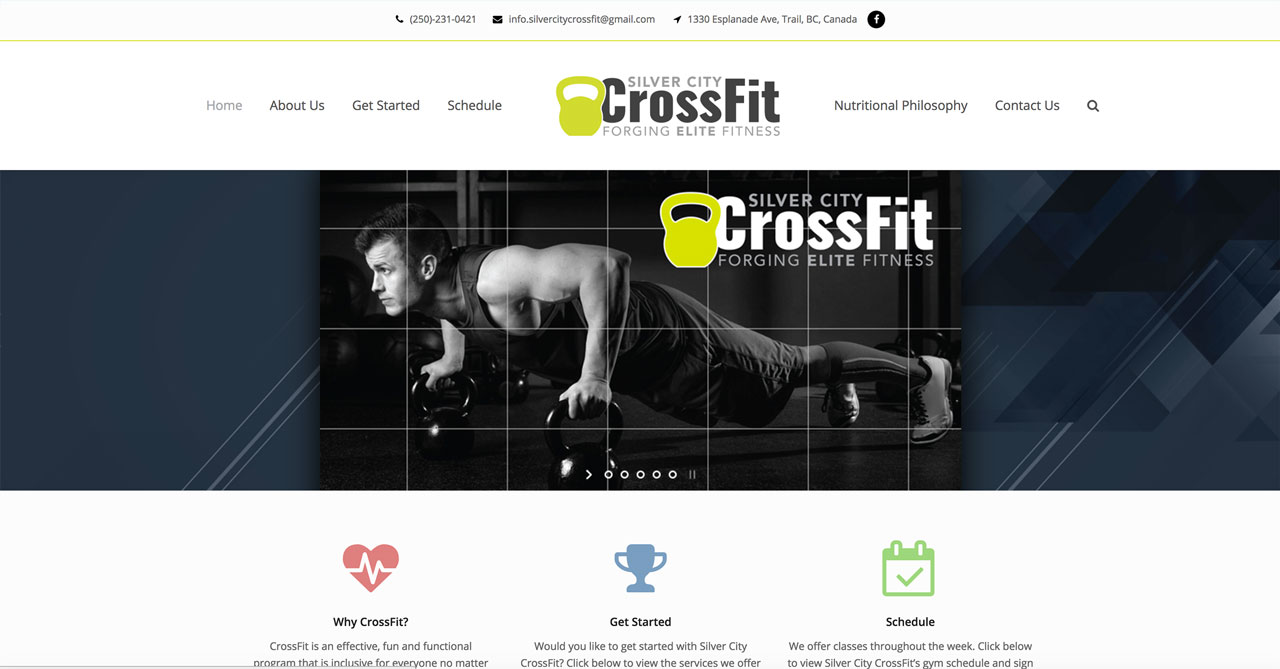 (250)-231-0421 info.silvercitycrossfit@gmail.com 1330 Esplanade Ave, Trail, BC, Canada
Home About Us Get Started Schedule
SILVER CITY
CrossFit
FORGING ELITE FITNESS
Nutritional Philosophy Contact Us
SILVER CITY
CrossFit
FORGING ELITE FITNESS
Why CrossFit?
CrossFit is an effective, fun and functional
program that is inclusive for everyone no matter
Get Started
Would you like to get started with Silver City
CrossFit? Click below to view the services we offer
Schedule
We offer classes throughout the week. Click below
to view Silver City CrossFit's gym schedule and sign